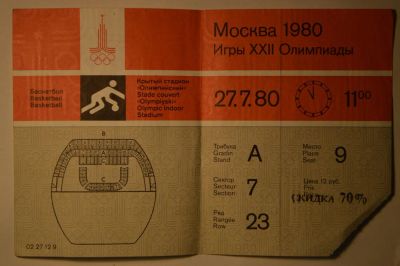 Москва 1980
Игры XXII Олимпиады
Баскетбол
Basketball
Basketball
Крытый стадион
«Олимпийский»
Stade couvert
«Olympiyski»
Olympic indoor
Stadium
27.7.80
11 00
B
A
C
02 27 12 9
Трибуна
Gradin
Stand
A
Место
Place
Seat
9
Сектор
Secteur
Section
7
Цена 12 руб.
Prix
СКИДКА 70%
Ряд
Rangée
Row
23